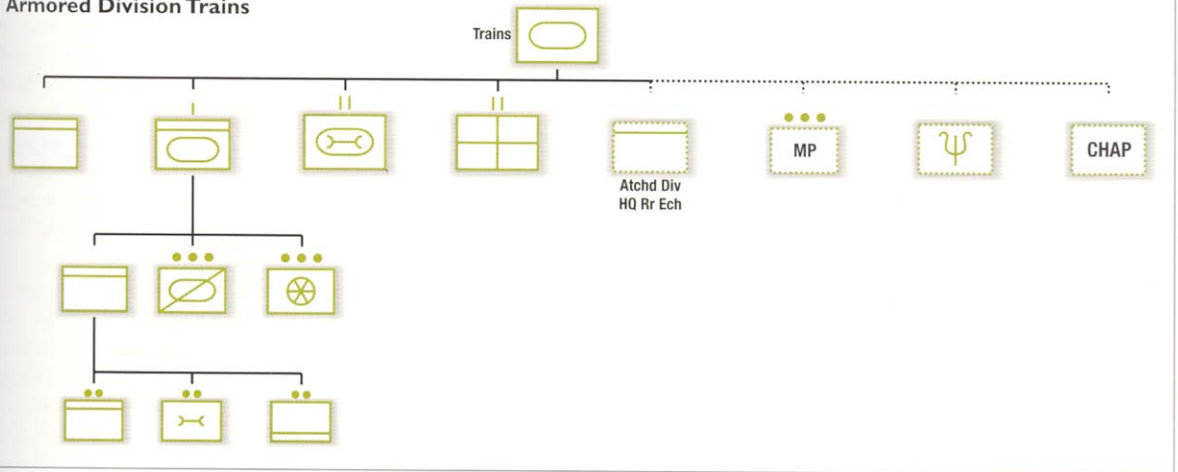 Armored Division Trains
Trains
MP
CHAP
Atchd Div
HQ Rr Ech